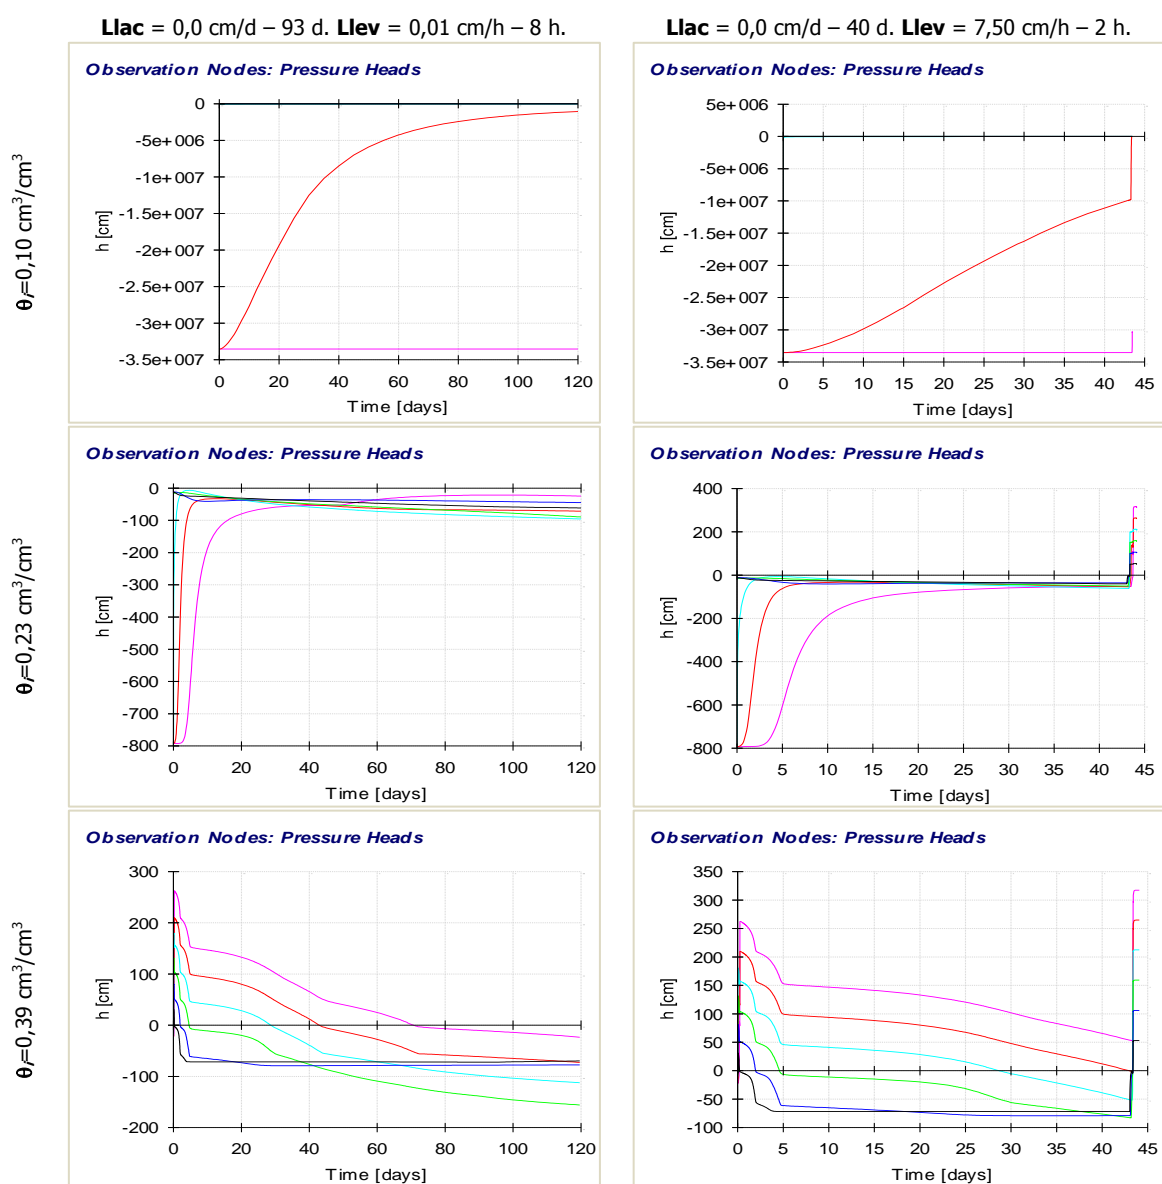 Llac = 0,0 cm/d – 93 d. Llev = 0,01 cm/h – 8 h.
Llac = 0,0 cm/d – 40 d. Llev = 7,50 cm/h – 2 h.
θi=0,10 cm³/cm³
Observation Nodes: Pressure Heads
0
-5e+006
-1e+007
-1.5e+007
-2e+007
-2.5e+007
-3e+007
-3.5e+007
h [cm]
0 20 40 60 80 100 120
Time [days]
Observation Nodes: Pressure Heads
5e+006
0
-5e+006
-1e+007
-1.5e+007
-2e+007
-2.5e+007
-3e+007
-3.5e+007
h [cm]
0 5 10 15 20 25 30 35 40 45
Time [days]
θi=0,23 cm³/cm³
Observation Nodes: Pressure Heads
0
-100
-200
-300
-400
-500
-600
-700
-800
h [cm]
0 20 40 60 80 100 120
Time [days]
Observation Nodes: Pressure Heads
400
200
0
-200
-400
-600
-800
h [cm]
0 5 10 15 20 25 30 35 40 45
Time [days]
θi=0,39 cm³/cm³
Observation Nodes: Pressure Heads
300
200
100
0
-100
-200
h [cm]
0 20 40 60 80 100 120
Time [days]
Observation Nodes: Pressure Heads
350
300
250
200
150
100
50
0
-50
-100
h [cm]
0 5 10 15 20 25 30 35 40 45
Time [days]